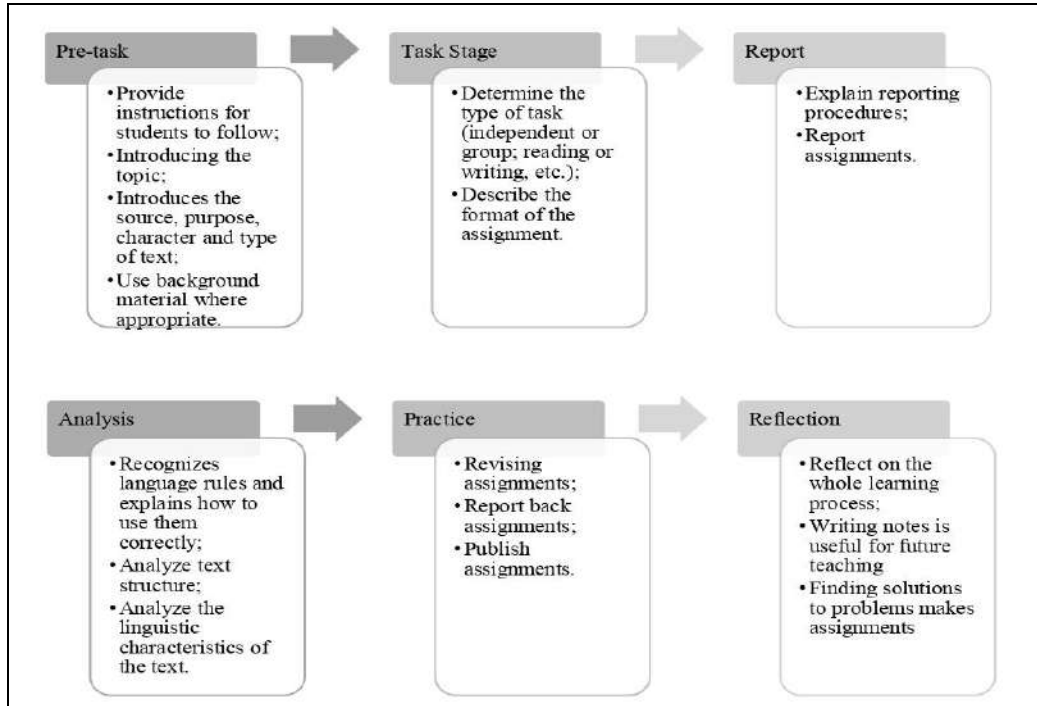 Pre-task
•Provide
instructions for
students to follow;
•Introducing the
topic;
•Introduces the
source, purpose,
character and type
of text;
•Use background
material where
appropriate.
Task Stage
•Determine the
type of task
(independent or
group; reading or
writing, etc.);
•Describe the
format of the
assignment.
Report
•Explain reporting
procedures;
•Report
assignments.
Analysis
•Recognizes
language rules and
explains how to
use them
correctly;
•Analyze text
structure;
•Analyze the
linguistic
characteristics of
the text.
Practice
•Revising
assignments;
•Report back
assignments;
•Publish
assignments.
Reflection
•Reflect on the
whole learning
process;
•Writing notes is
useful for future
teaching
•Finding solutions
to problems makes
assignments